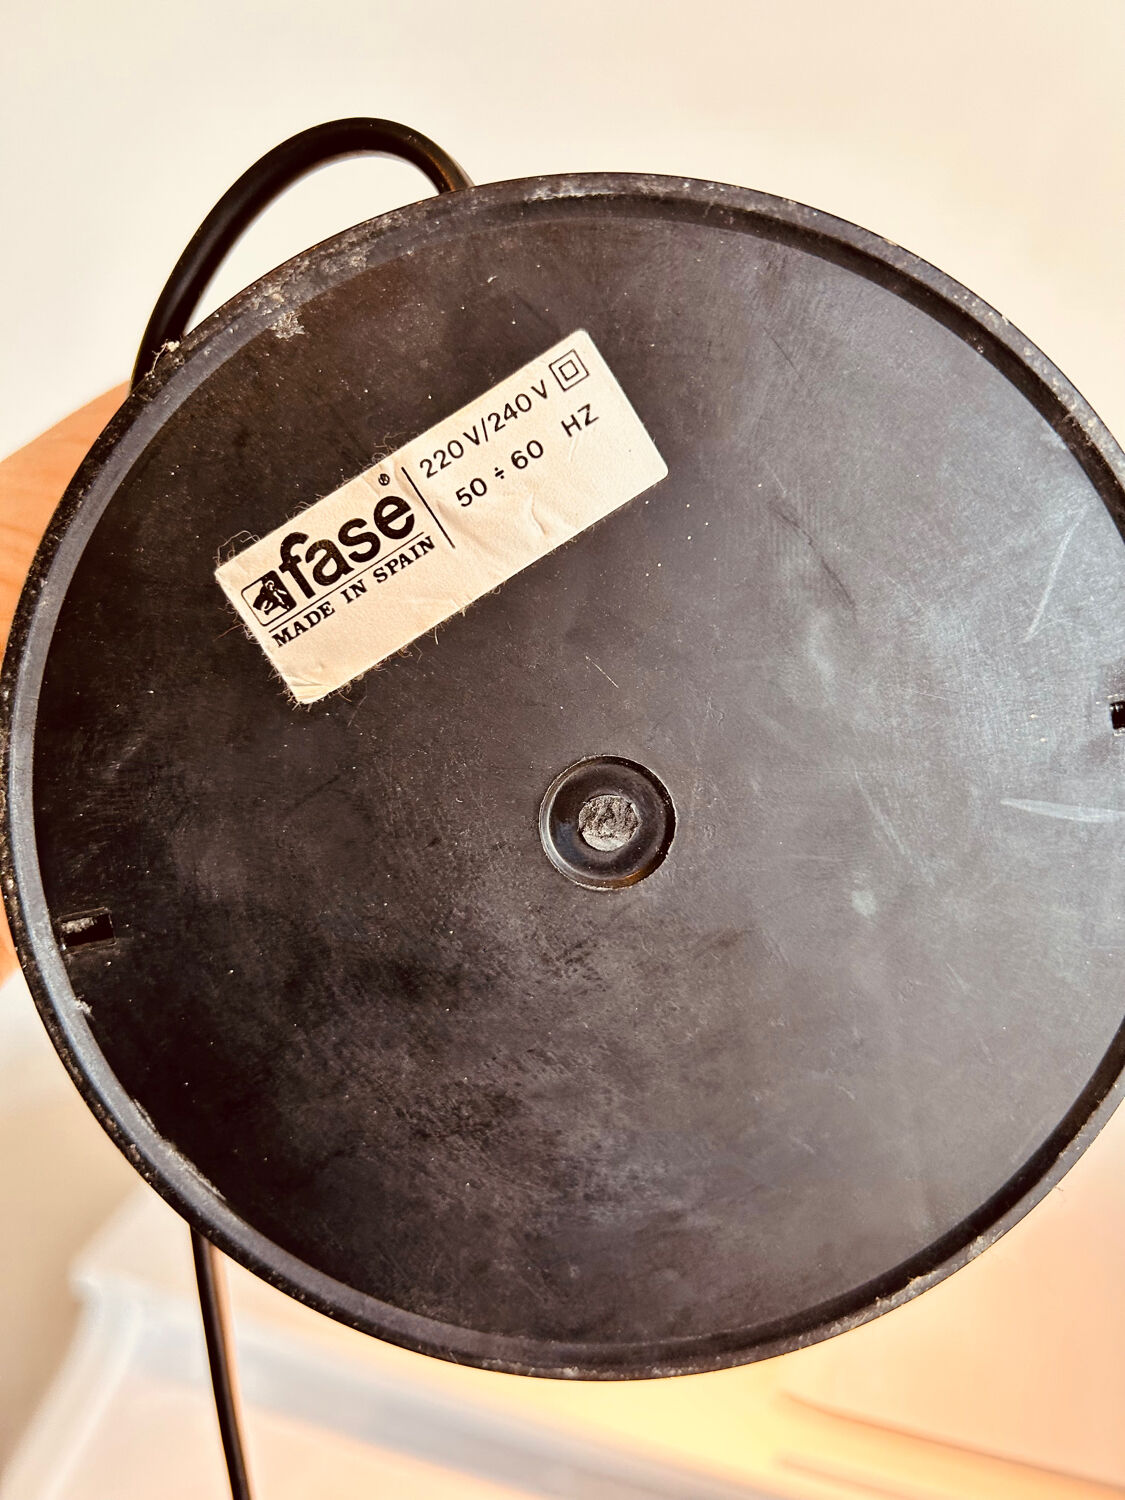 fase®
MADE IN SPAIN
220V/240V
50 ÷ 60 HZ